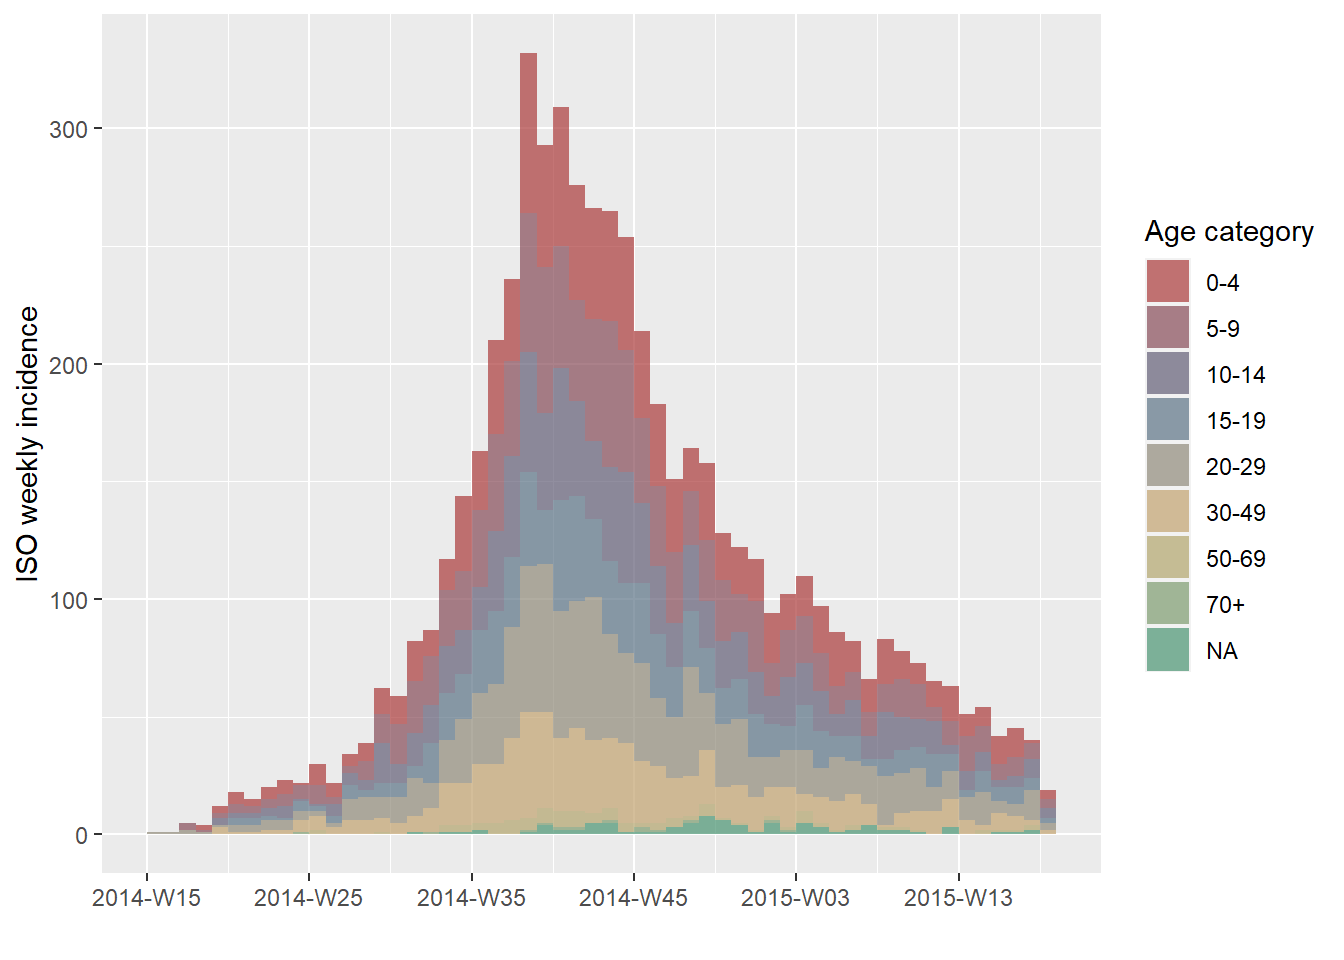 ISO weekly incidence
300
200
100
0
2014-W15
2014-W25
2014-W35
2014-W45
2015-W03
2015-W13
Age category
0-4
5-9
10-14
15-19
20-29
30-49
50-69
70+
NA